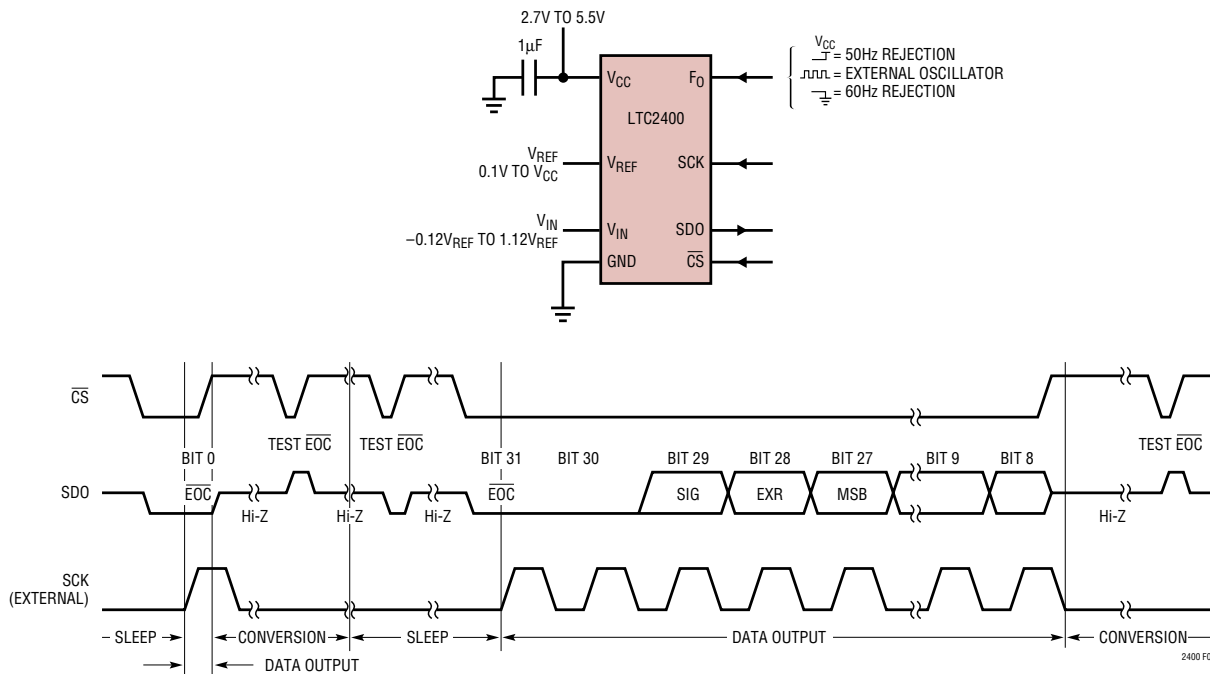 2.7V TO 5.5V
1µF
VCC
FO
LTC2400
VREF
0.1V TO VCC
VREF
SCK
VIN
−0.12VREF TO 1.12VREF
VIN
SDO
GND
CS
VCC
= 50Hz REJECTION
= EXTERNAL OSCILLATOR
= 60Hz REJECTION
CS
TEST EOC
TEST EOC
TEST EOC
BIT 0
BIT 31
BIT 30
BIT 29
BIT 28
BIT 27
BIT 9
BIT 8
SDO
EOC
EOC
SIG
EXR
MSB
Hi-Z
Hi-Z
Hi-Z
Hi-Z
SCK
(EXTERNAL)
SLEEP
CONVERSION
SLEEP
DATA OUTPUT
CONVERSION
DATA OUTPUT
2400 F0